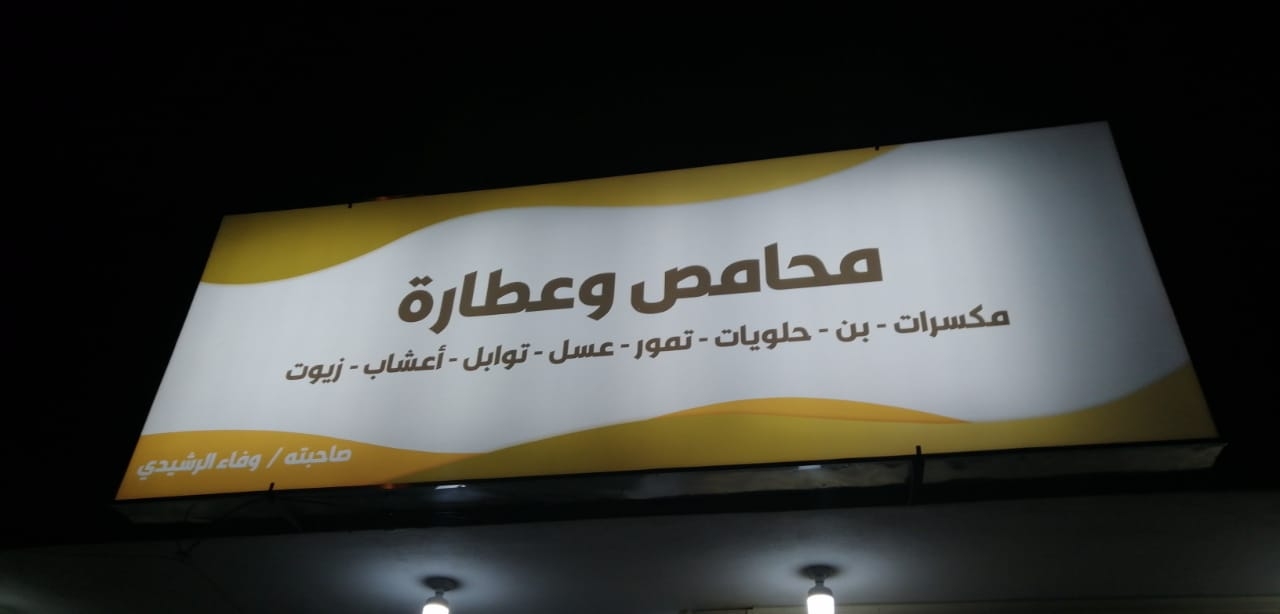 محامص وعطارة
مكسرات - بن - حلويات - تمور - عسل - توابل - أعشاب - زيوت
صاحبته / وفاء الرشيدي